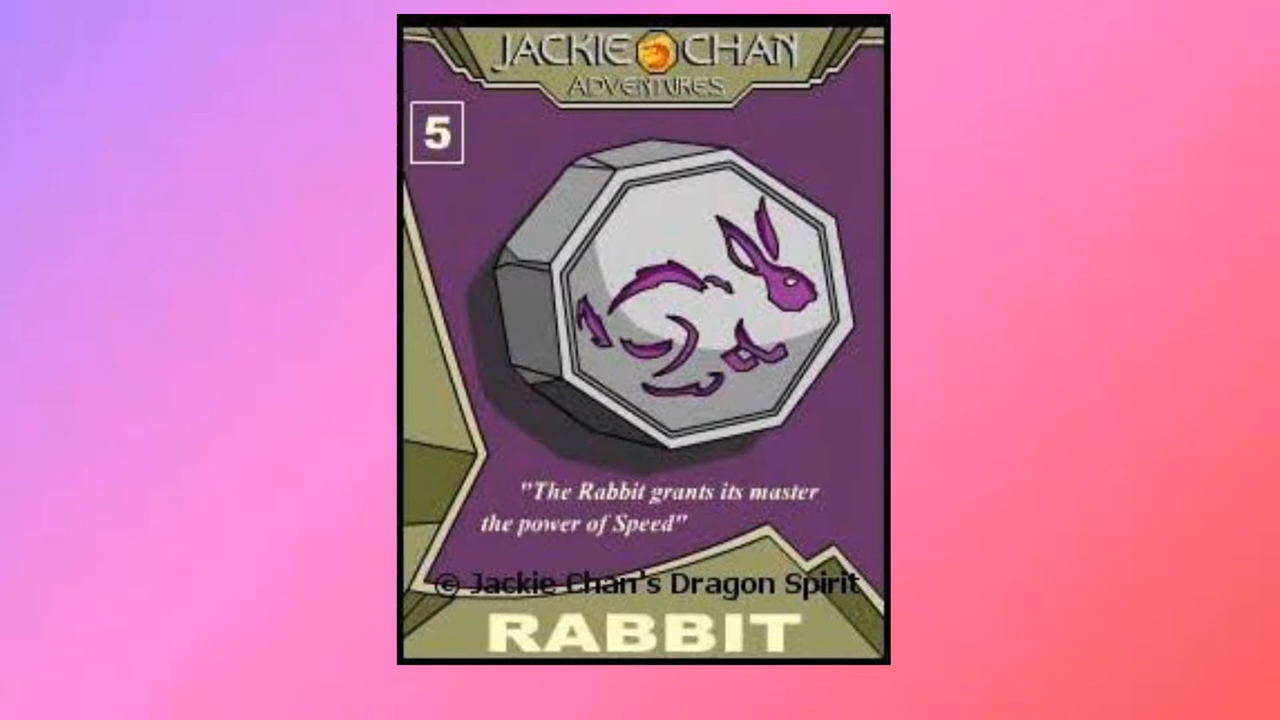 JACKIE CHAN
ADVENTURES
5
"The Rabbit grants its master
the power of Speed"
© Jackie Chan's Dragon Spirit
RABBIT